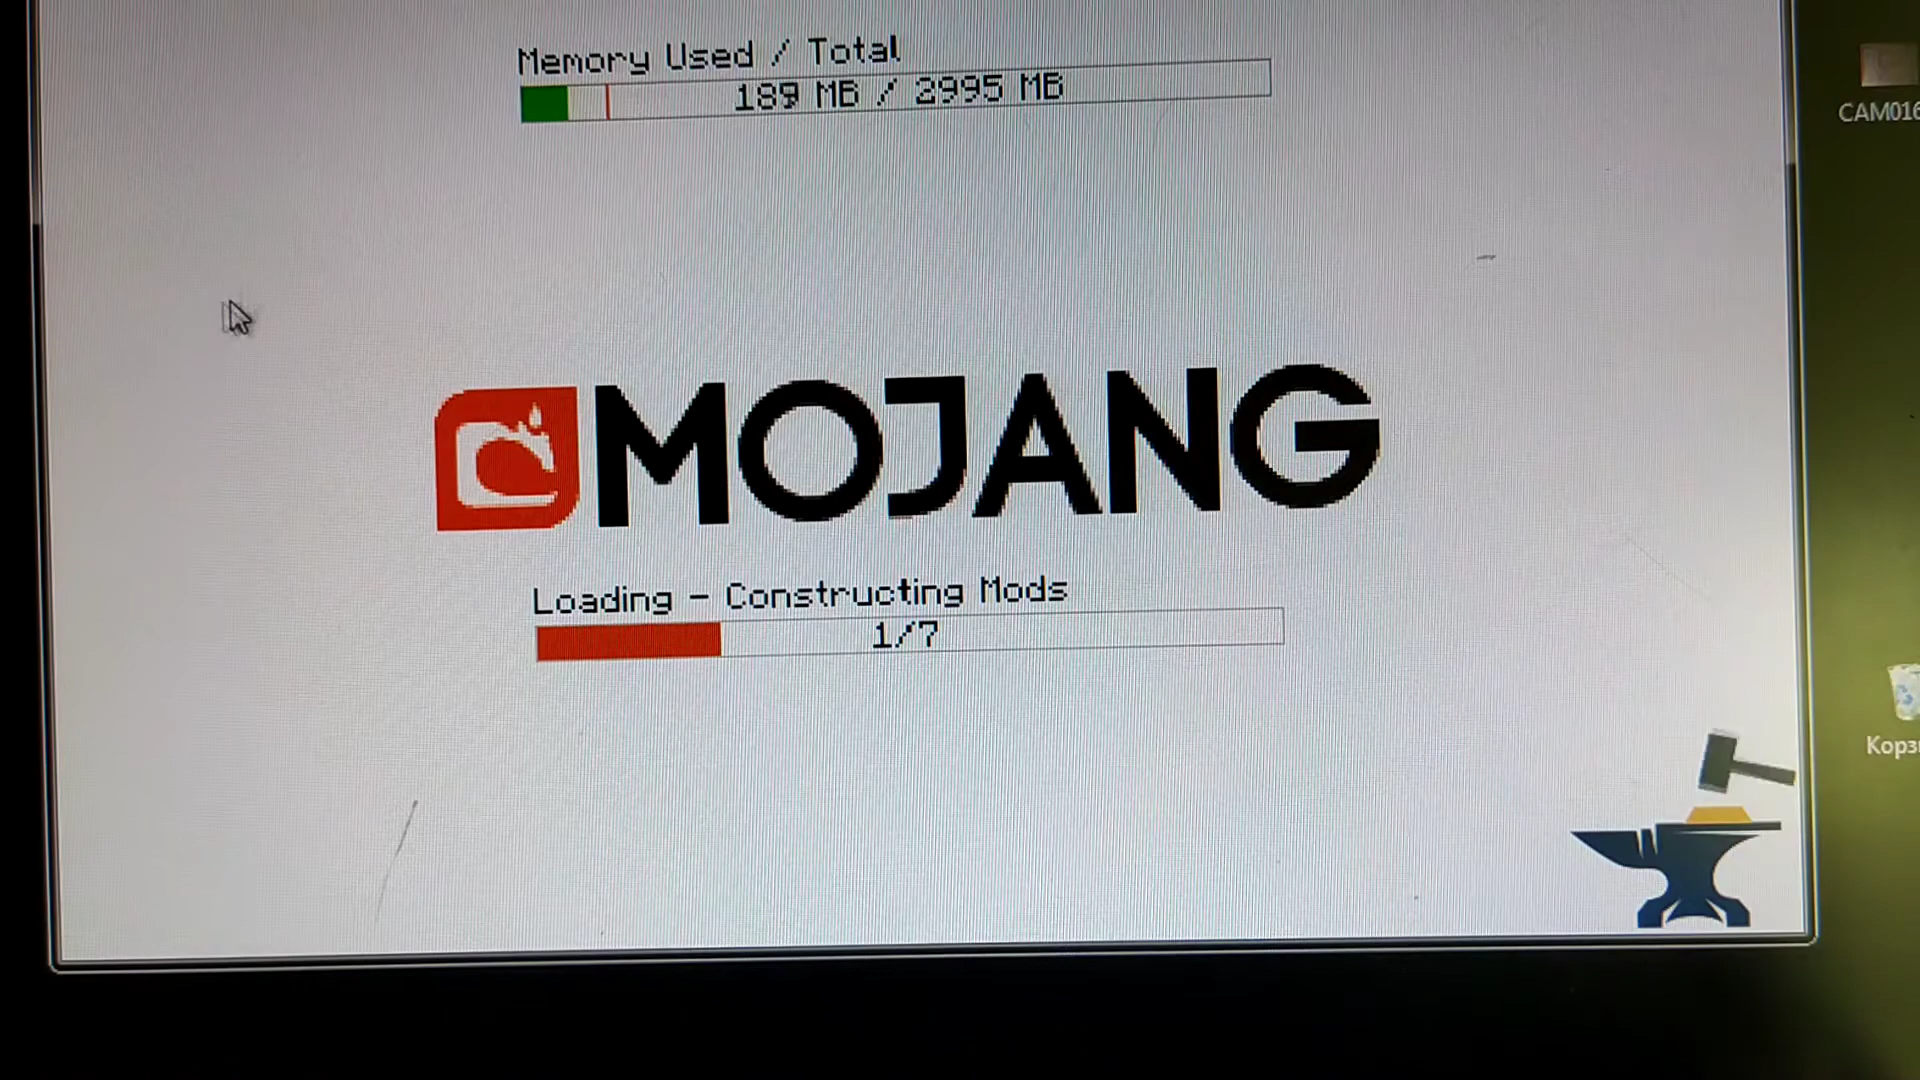 Memory Used / Total
189 MB / 2995 MB
CAM016
MOJANG
Loading - Constructing Mods
1/7